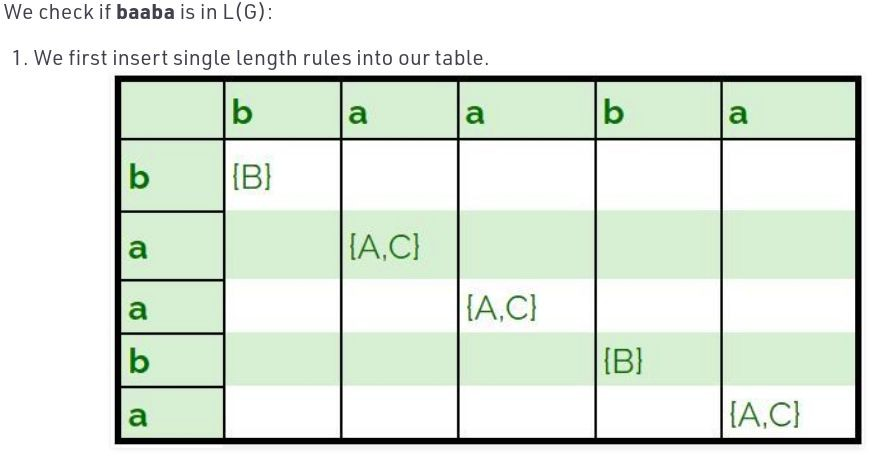 We check if baaba is in L(G):
1. We first insert single length rules into our table.
b a a b a
b {B}
a {A,C}
a {A,C}
b {B}
a {A,C}